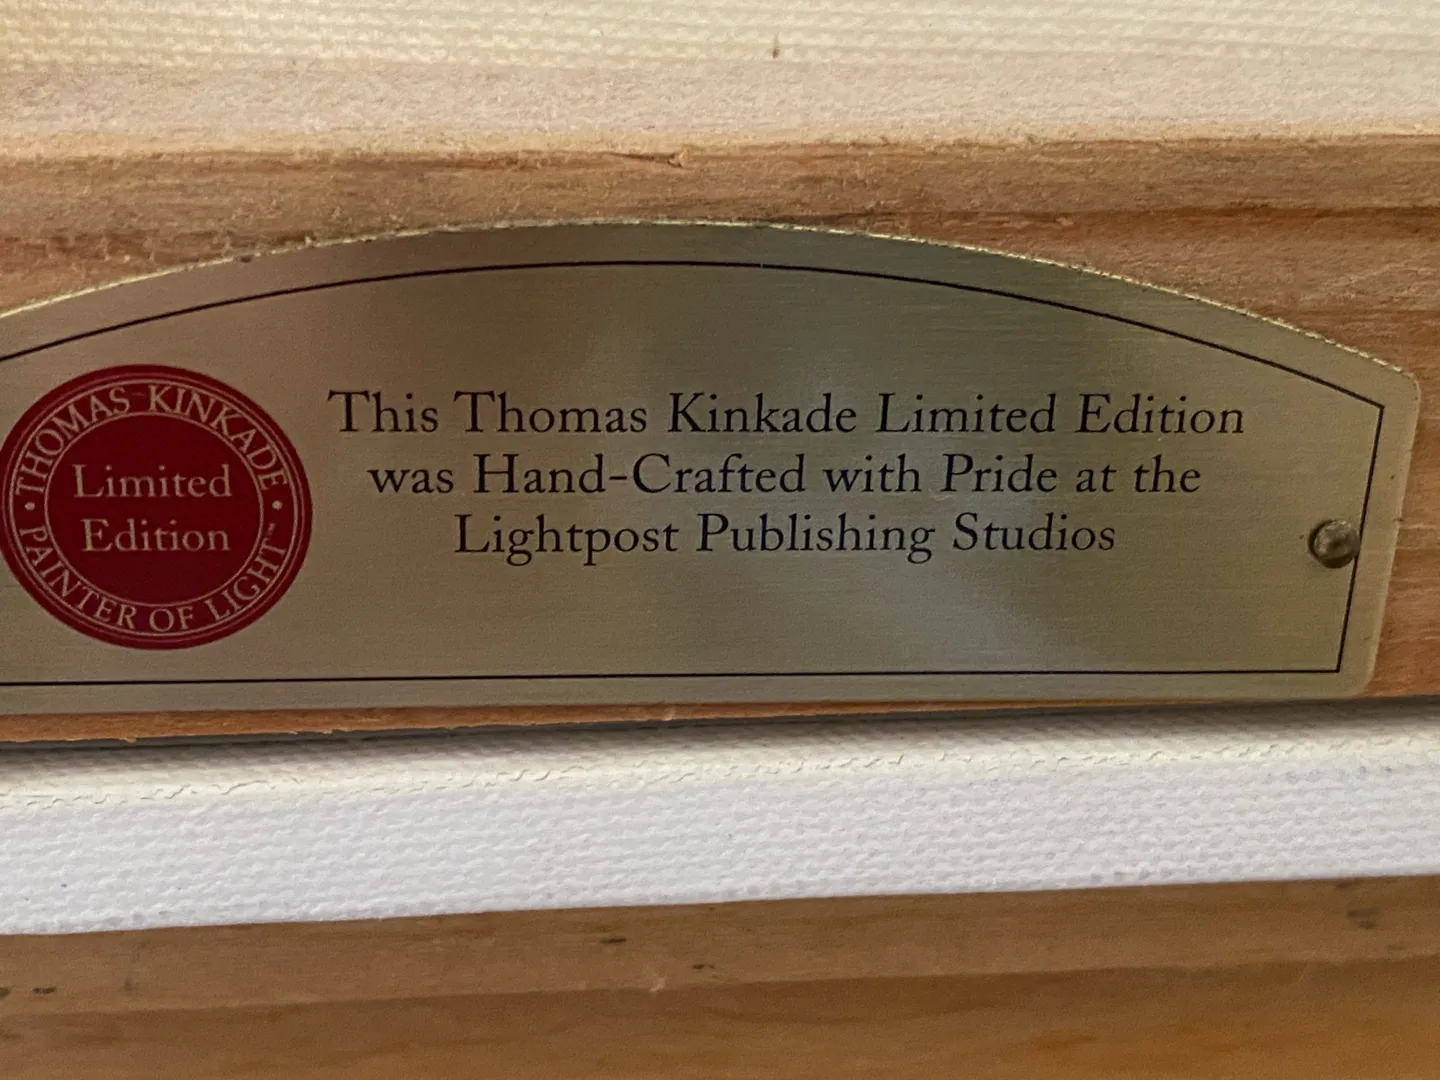 THOMAS KINKADE
Limited
Edition
• PAINTER OF LIGHT™ •
This Thomas Kinkade Limited Edition
was Hand-Crafted with Pride at the
Lightpost Publishing Studios